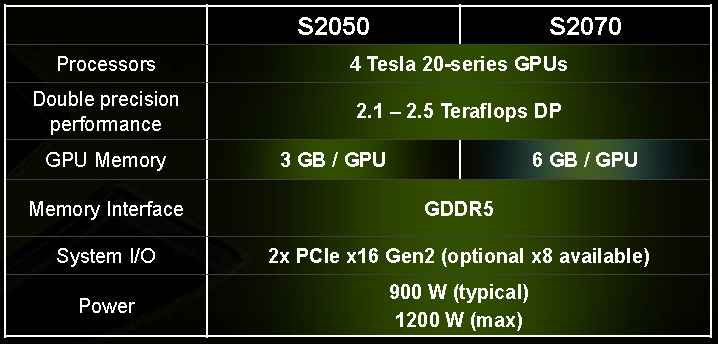 S2050 S2070
Processors 4 Tesla 20-series GPUs
Double precision
performance 2.1 – 2.5 Teraflops DP
GPU Memory 3 GB / GPU 6 GB / GPU
Memory Interface GDDR5
System I/O 2x PCIe x16 Gen2 (optional x8 available)
Power 900 W (typical)
1200 W (max)